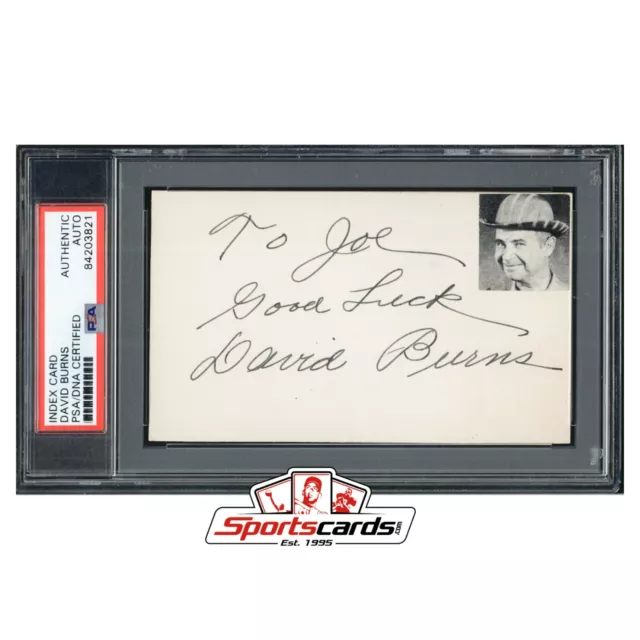 INDEX CARD
DAVID BURNS
PSA/DNA CERTIFIED
AUTHENTIC
AUTO
84203821
PSA
To Joe
Good Luck
David Burns
Sportscards.com
Est. 1995